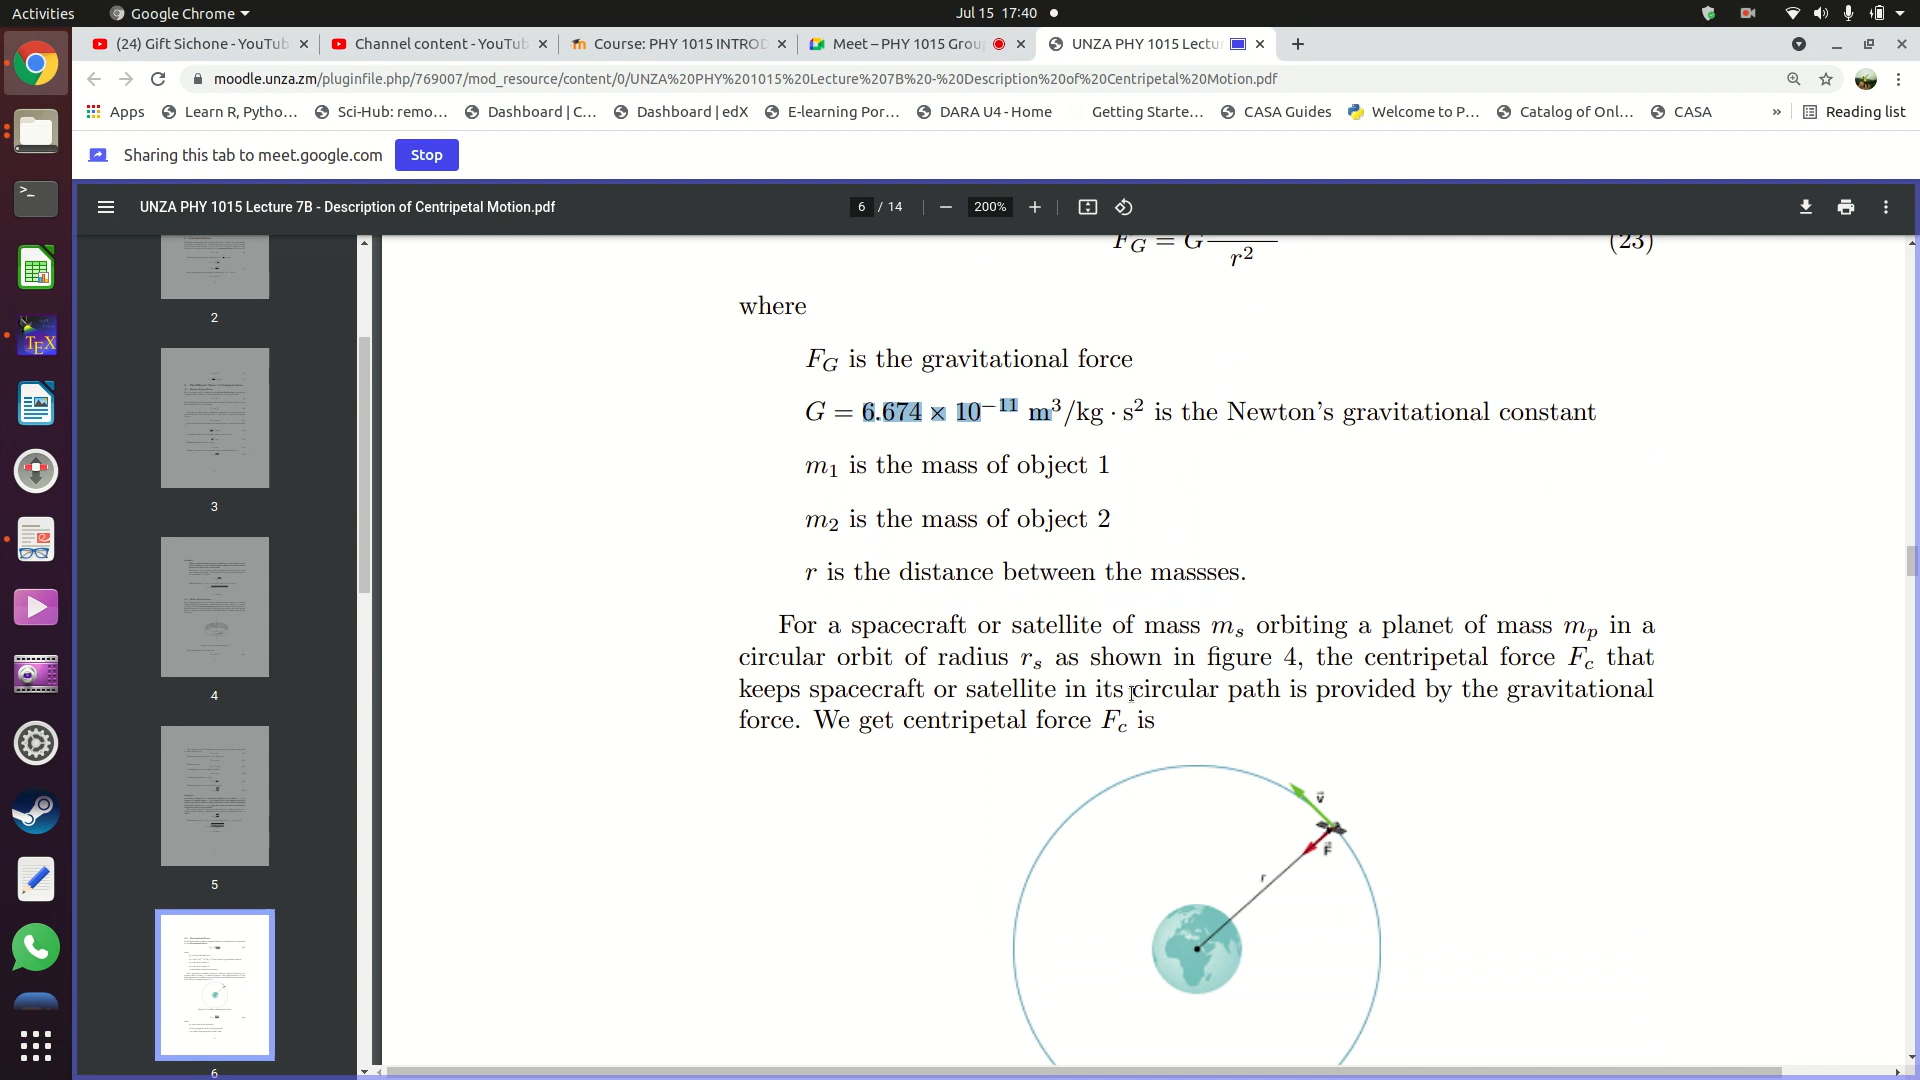 Activities
Google Chrome
Jul 15 17:40
(24) Gift Sichone - YouTub
Channel content - YouTub
Course: PHY 1015 INTROD
Meet – PHY 1015 Grou
UNZA PHY 1015 Lectur
moodle.unza.zm/pluginfile.php/769007/mod_resource/content/0/UNZA%20PHY%201015%20Lecture%207B%20-%20Description%20of%20Centripetal%20Motion.pdf
Apps
Learn R, Pytho...
Sci-Hub: remo...
Dashboard | C...
Dashboard | edX
E-learning Por...
DARA U4 - Home
Getting Starte...
CASA Guides
Welcome to P...
Catalog of Onl...
CASA
»
Reading list
Sharing this tab to meet.google.com
Stop
UNZA PHY 1015 Lecture 7B - Description of Centripetal Motion.pdf
6 / 14
200%
2
3
4
5
6
F_G = G r² (23)
where
F_G is the gravitational force
G = 6.674 × 10⁻¹¹ m³/kg · s² is the Newton's gravitational constant
m₁ is the mass of object 1
m₂ is the mass of object 2
r is the distance between the massses.
For a spacecraft or satellite of mass m_s orbiting a planet of mass m_p in a
circular orbit of radius r_s as shown in figure 4, the centripetal force F_c that
keeps spacecraft or satellite in its circular path is provided by the gravitational
force. We get centripetal force F_c is
v
F
r
TEX